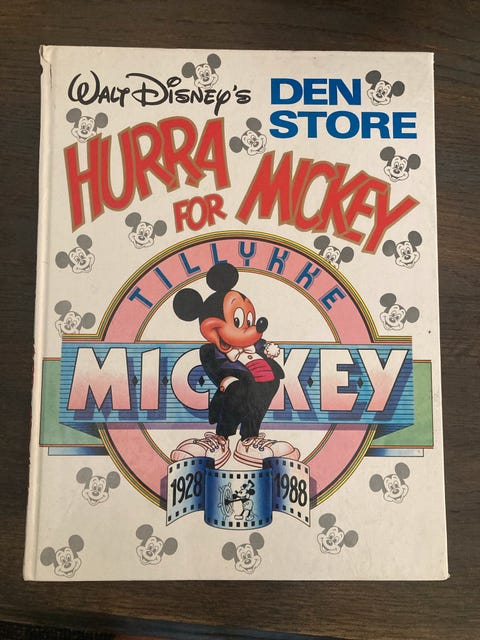 WALT DISNEY'S DEN
STORE
HURRA
FOR MICKEY
TILLYKKE
MICKEY
1928 1988